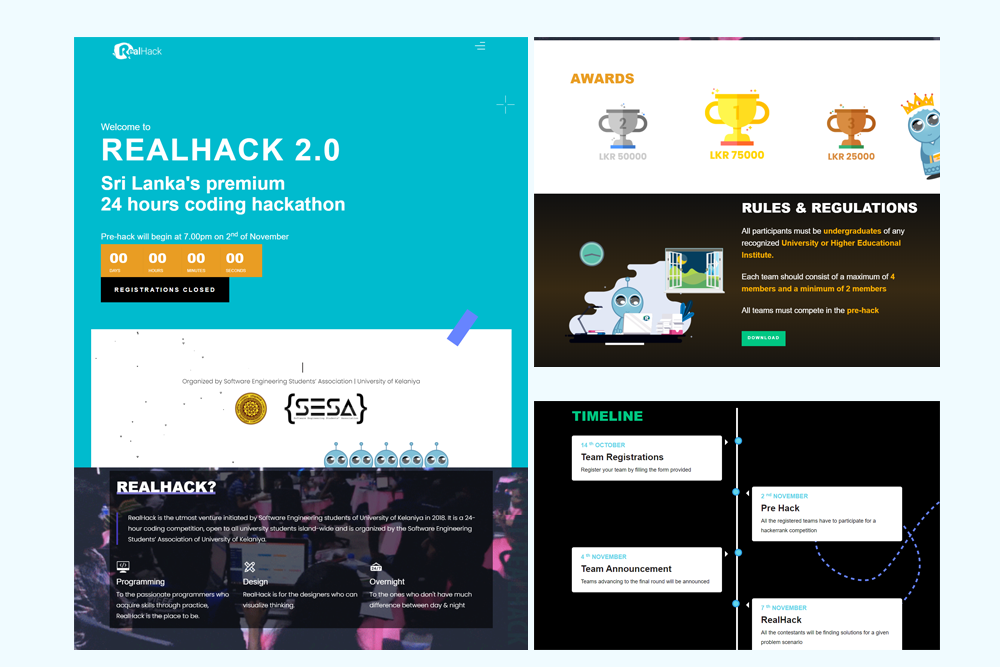 RealHack
Welcome to
REALHACK 2.0
Sri Lanka's premium
24 hours coding hackathon
Pre-hack will begin at 7.00pm on 2nd of November
00 00 00 00
DAYS HOURS MINUTES SECONDS
REGISTRATIONS CLOSED
Organized by Software Engineering Students' Association | University of Kelaniya
{SESA}
REALHACK?
RealHack is the utmost venture initiated by Software Engineering students of University of Kelaniya in 2018. It is a 24-
hour coding competition, open to all university students island-wide and is organized by the Software Engineering
Students' Association of University of Kelaniya.
Programming
To the passionate programmers who
acquire skills through practice,
RealHack is the place to be.
Design
RealHack is for the designers who can
visualize thinking.
Overnight
To the ones who don't have much
difference between day & night
AWARDS
2 1 3
LKR 50000 LKR 75000 LKR 25000
RULES & REGULATIONS
All participants must be undergraduates of any
recognized University or Higher Educational
Institute.
Each team should consist of a maximum of 4
members and a minimum of 2 members
All teams must compete in the pre-hack
DOWNLOAD
TIMELINE
14 th OCTOBER
Team Registrations
Register your team by filling the form provided
2 nd NOVEMBER
Pre Hack
All the registered teams have to participate for a
hackerrank competition
4 th NOVEMBER
Team Announcement
Teams advancing to the final round will be announced
7 th NOVEMBER
RealHack
All the contestants will be finding solutions for a given
problem scenario